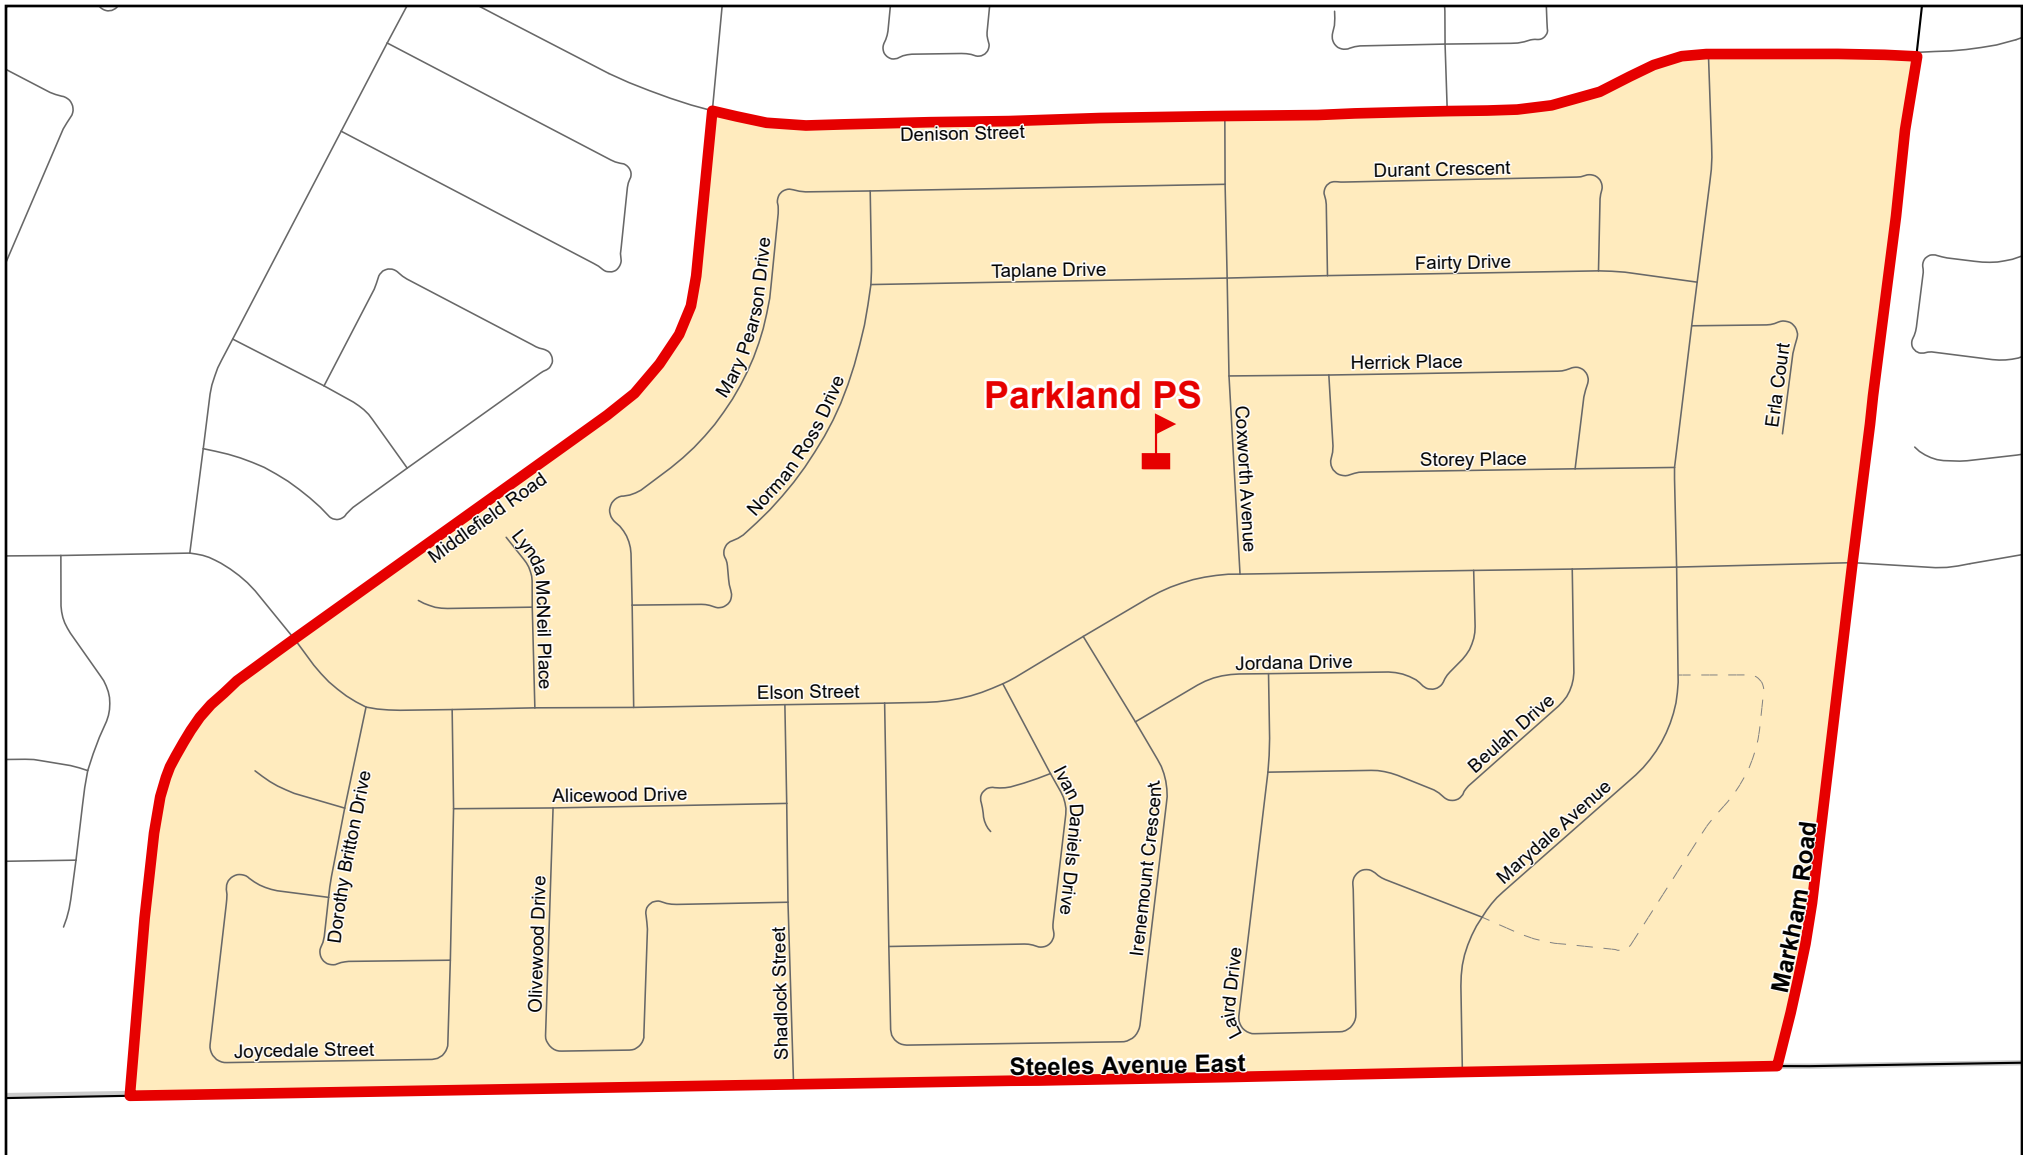 Denison Street
Durant Crescent
Mary Pearson Drive
Taplane Drive
Fairty Drive
Herrick Place
Erla Court
Parkland PS
Norman Ross Drive
Coxworth Avenue
Storey Place
Middlefield Road
Lynda McNeil Place
Jordana Drive
Elson Street
Beulah Drive
Alicewood Drive
Dorothy Britton Drive
Ivan Daniels Drive
Irenemount Crescent
Marydale Avenue
Markham Road
Olivewood Drive
Shadlock Street
Laird Drive
Joycedale Street
Steeles Avenue East